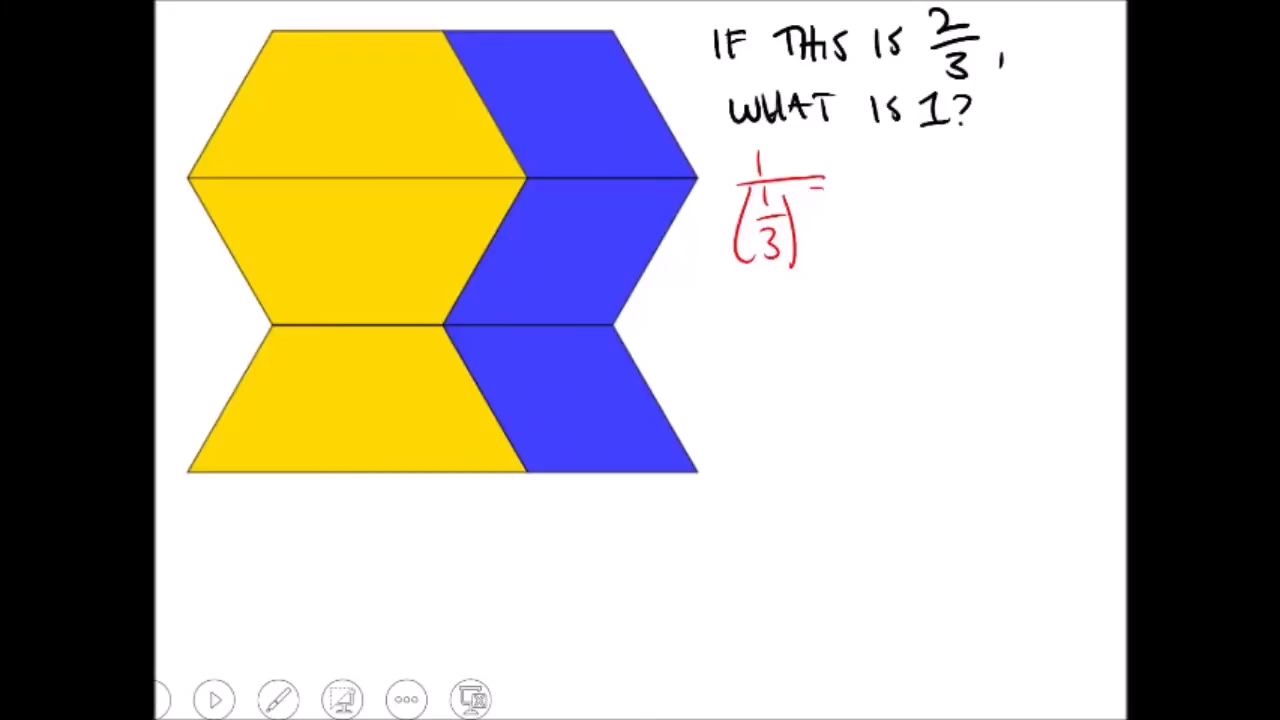 IF THIS IS 2/3,
WHAT IS 1?
1/(1/3) =